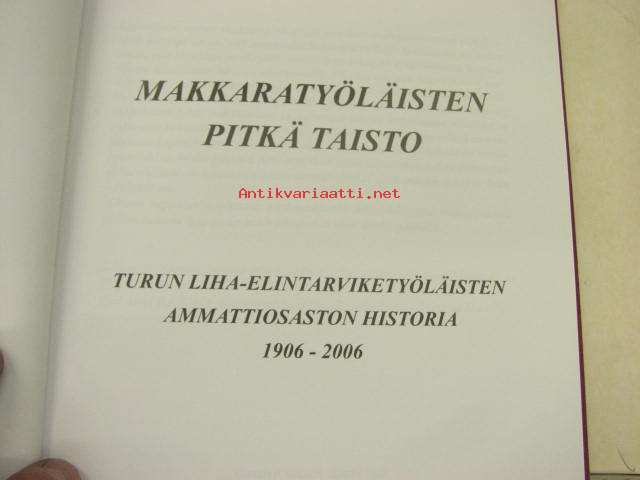 MAKKARATYÖLÄISTEN
PITKÄ TAISTO
Antikvariaatti.net
TURUN LIHA-ELINTARVIKETYÖLÄISTEN
AMMATTIOSASTON HISTORIA
1906 - 2006